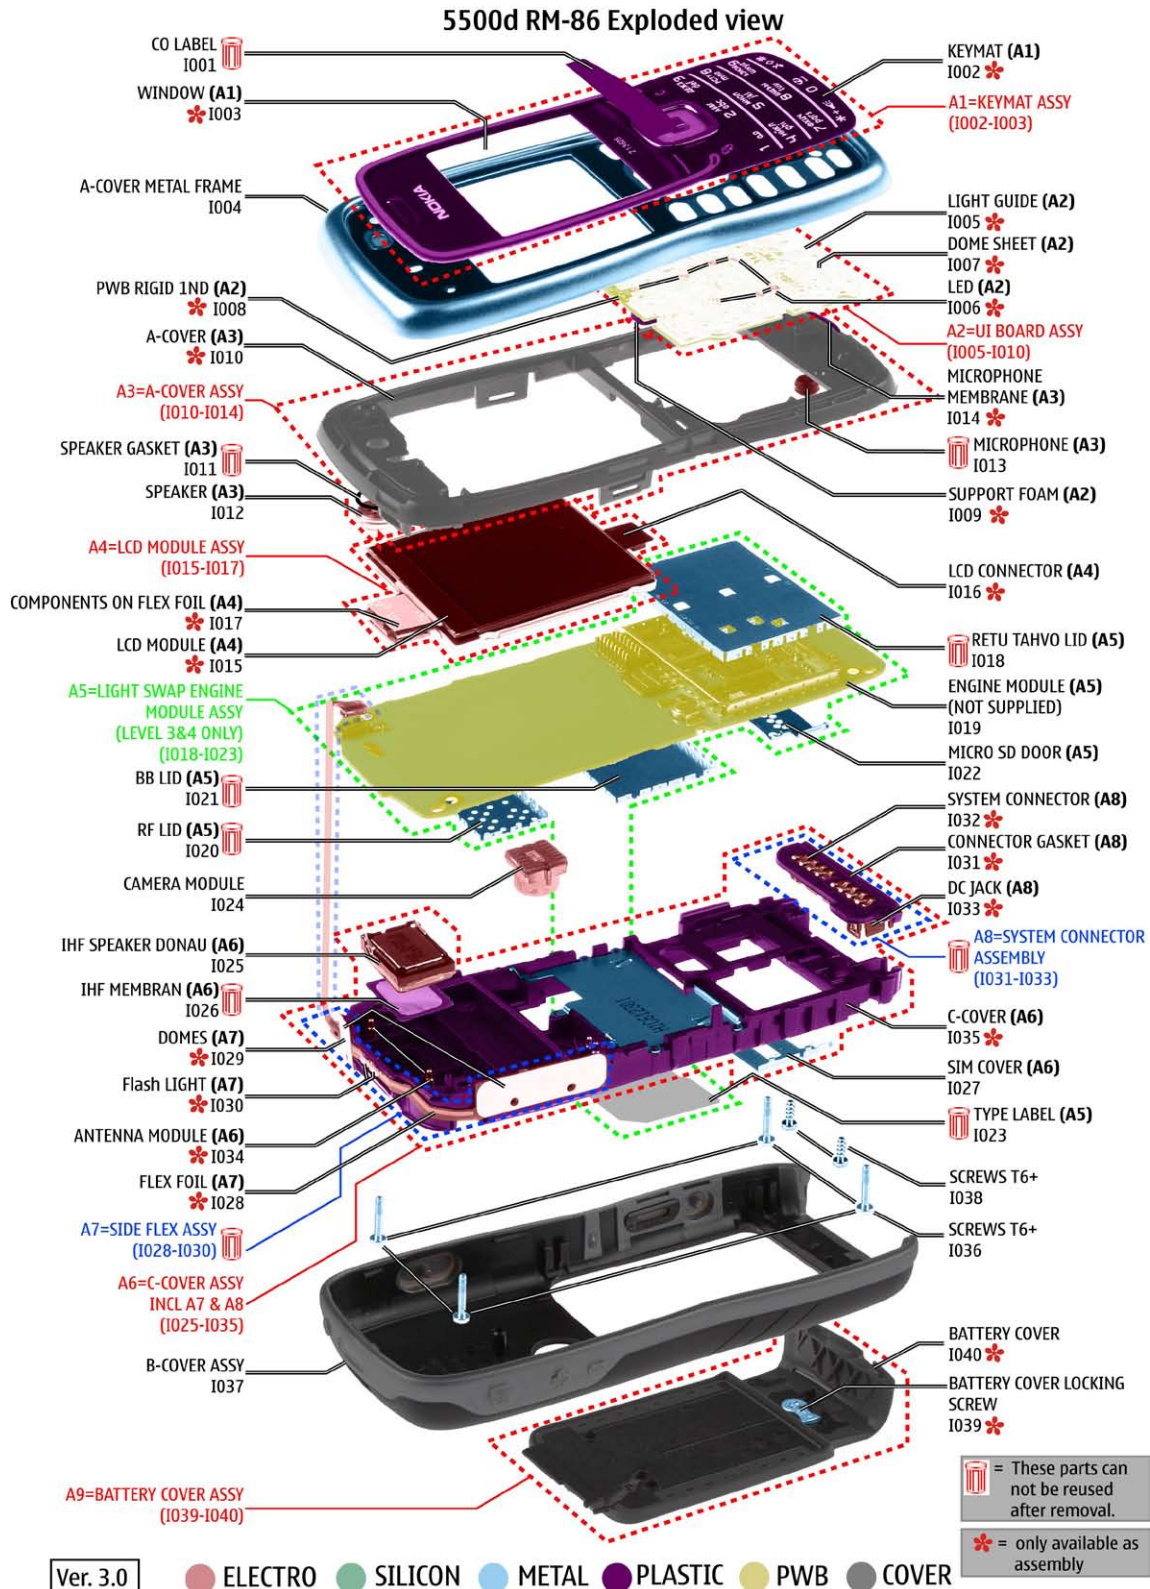 5500d RM-86 Exploded view
CO LABEL
I001
WINDOW (A1)
I003
A-COVER METAL FRAME
I004
PWB RIGID 1ND (A2)
I008
A-COVER (A3)
I010
A3=A-COVER ASSY
(I010-I014)
SPEAKER GASKET (A3)
I011
SPEAKER (A3)
I012
A4=LCD MODULE ASSY
(I015-I017)
COMPONENTS ON FLEX FOIL (A4)
I017
LCD MODULE (A4)
I015
A5=LIGHT SWAP ENGINE
MODULE ASSY
(LEVEL 3&4 ONLY)
(I018-I023)
BB LID (A5)
I021
RF LID (A5)
I020
CAMERA MODULE
I024
IHF SPEAKER DONAU (A6)
I025
IHF MEMBRAN (A6)
I026
DOMES (A7)
I029
Flash LIGHT (A7)
I030
ANTENNA MODULE (A6)
I034
FLEX FOIL (A7)
I028
A7=SIDE FLEX ASSY
(I028-I030)
A6=C-COVER ASSY
INCL A7 & A8
(I025-I035)
B-COVER ASSY
I037
A9=BATTERY COVER ASSY
(I039-I040)
KEYMAT (A1)
I002
A1=KEYMAT ASSY
(I002-I003)
LIGHT GUIDE (A2)
I005
DOME SHEET (A2)
I007
LED (A2)
I006
A2=UI BOARD ASSY
(I005-I010)
MICROPHONE
MEMBRANE (A3)
I014
MICROPHONE (A3)
I013
SUPPORT FOAM (A2)
I009
LCD CONNECTOR (A4)
I016
RETU TAHVO LID (A5)
I018
ENGINE MODULE (A5)
(NOT SUPPLIED)
I019
MICRO SD DOOR (A5)
I022
SYSTEM CONNECTOR (A8)
I032
CONNECTOR GASKET (A8)
I031
DC JACK (A8)
I033
A8=SYSTEM CONNECTOR
ASSEMBLY
(I031-I033)
C-COVER (A6)
I035
SIM COVER (A6)
I027
TYPE LABEL (A5)
I023
SCREWS T6+
I038
SCREWS T6+
I036
BATTERY COVER
I040
BATTERY COVER LOCKING
SCREW
I039
NOKIA
= These parts can
not be reused
after removal.
= only available as
assembly
Ver. 3.0
ELECTRO SILICON METAL PLASTIC PWB COVER